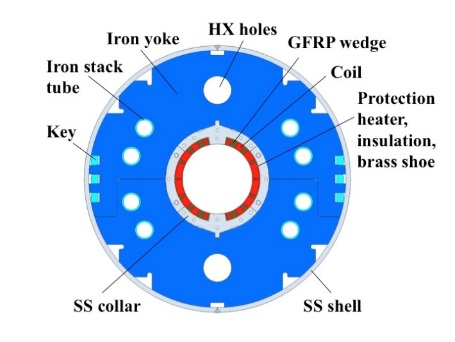 HX holes
Iron yoke
GFRP wedge
Iron stack
tube
Coil
Protection
heater,
insulation,
brass shoe
Key
SS collar
SS shell